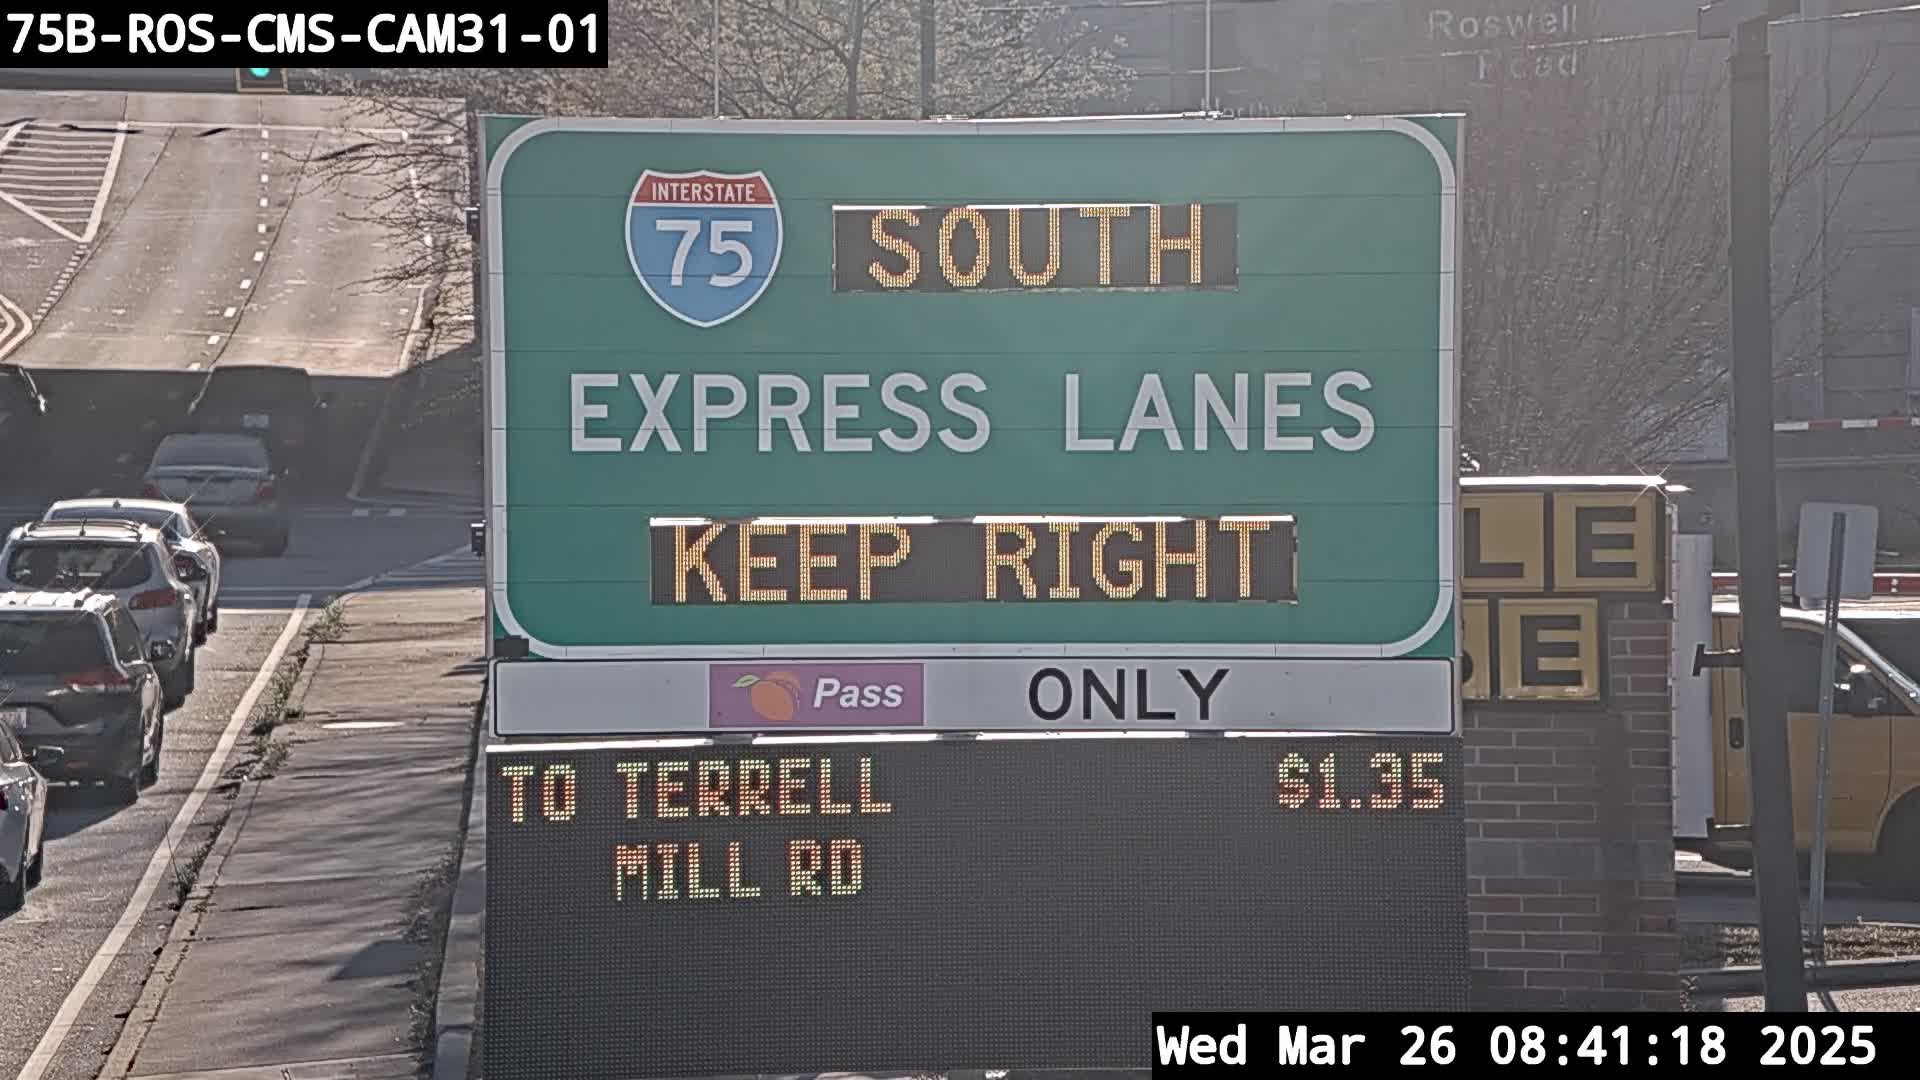 75B-ROS-CMS-CAM31-01
Roswell
Road
INTERSTATE
75
SOUTH
EXPRESS LANES
KEEP RIGHT
Pass ONLY
TO TERRELL $1.35
MILL RD
LE
E
Wed Mar 26 08:41:18 2025